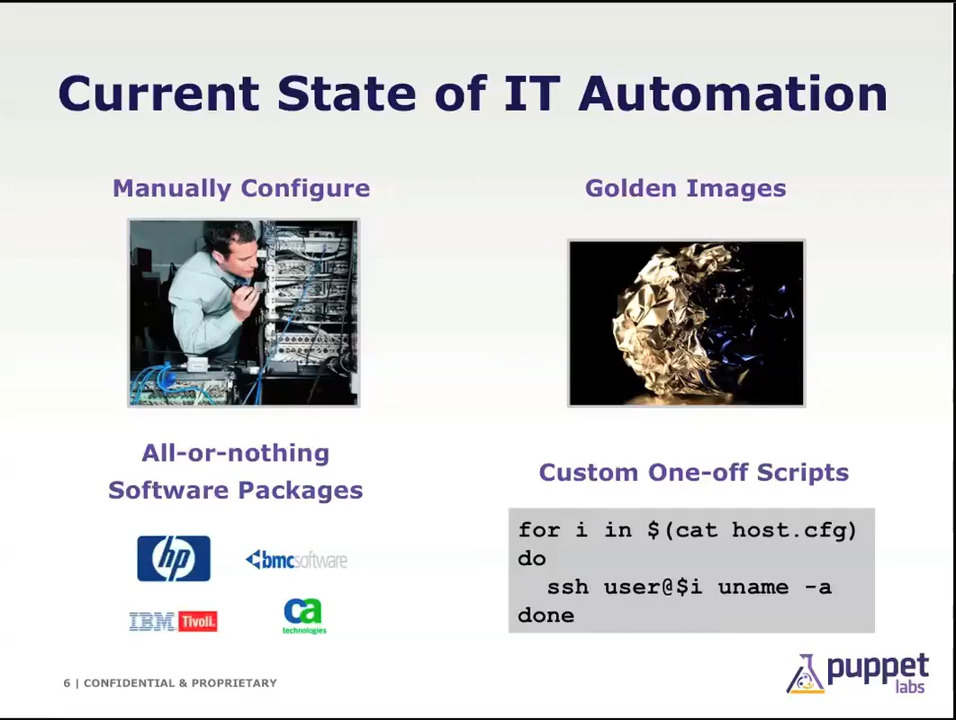 Current State of IT Automation
Manually Configure
Golden Images
All-or-nothing
Software Packages
hp
bmcsoftware
IBM Tivoli.
ca
technologies
Custom One-off Scripts
for i in $(cat host.cfg)
do
  ssh user@$i uname -a
done
6 | CONFIDENTIAL & PROPRIETARY
puppet
labs